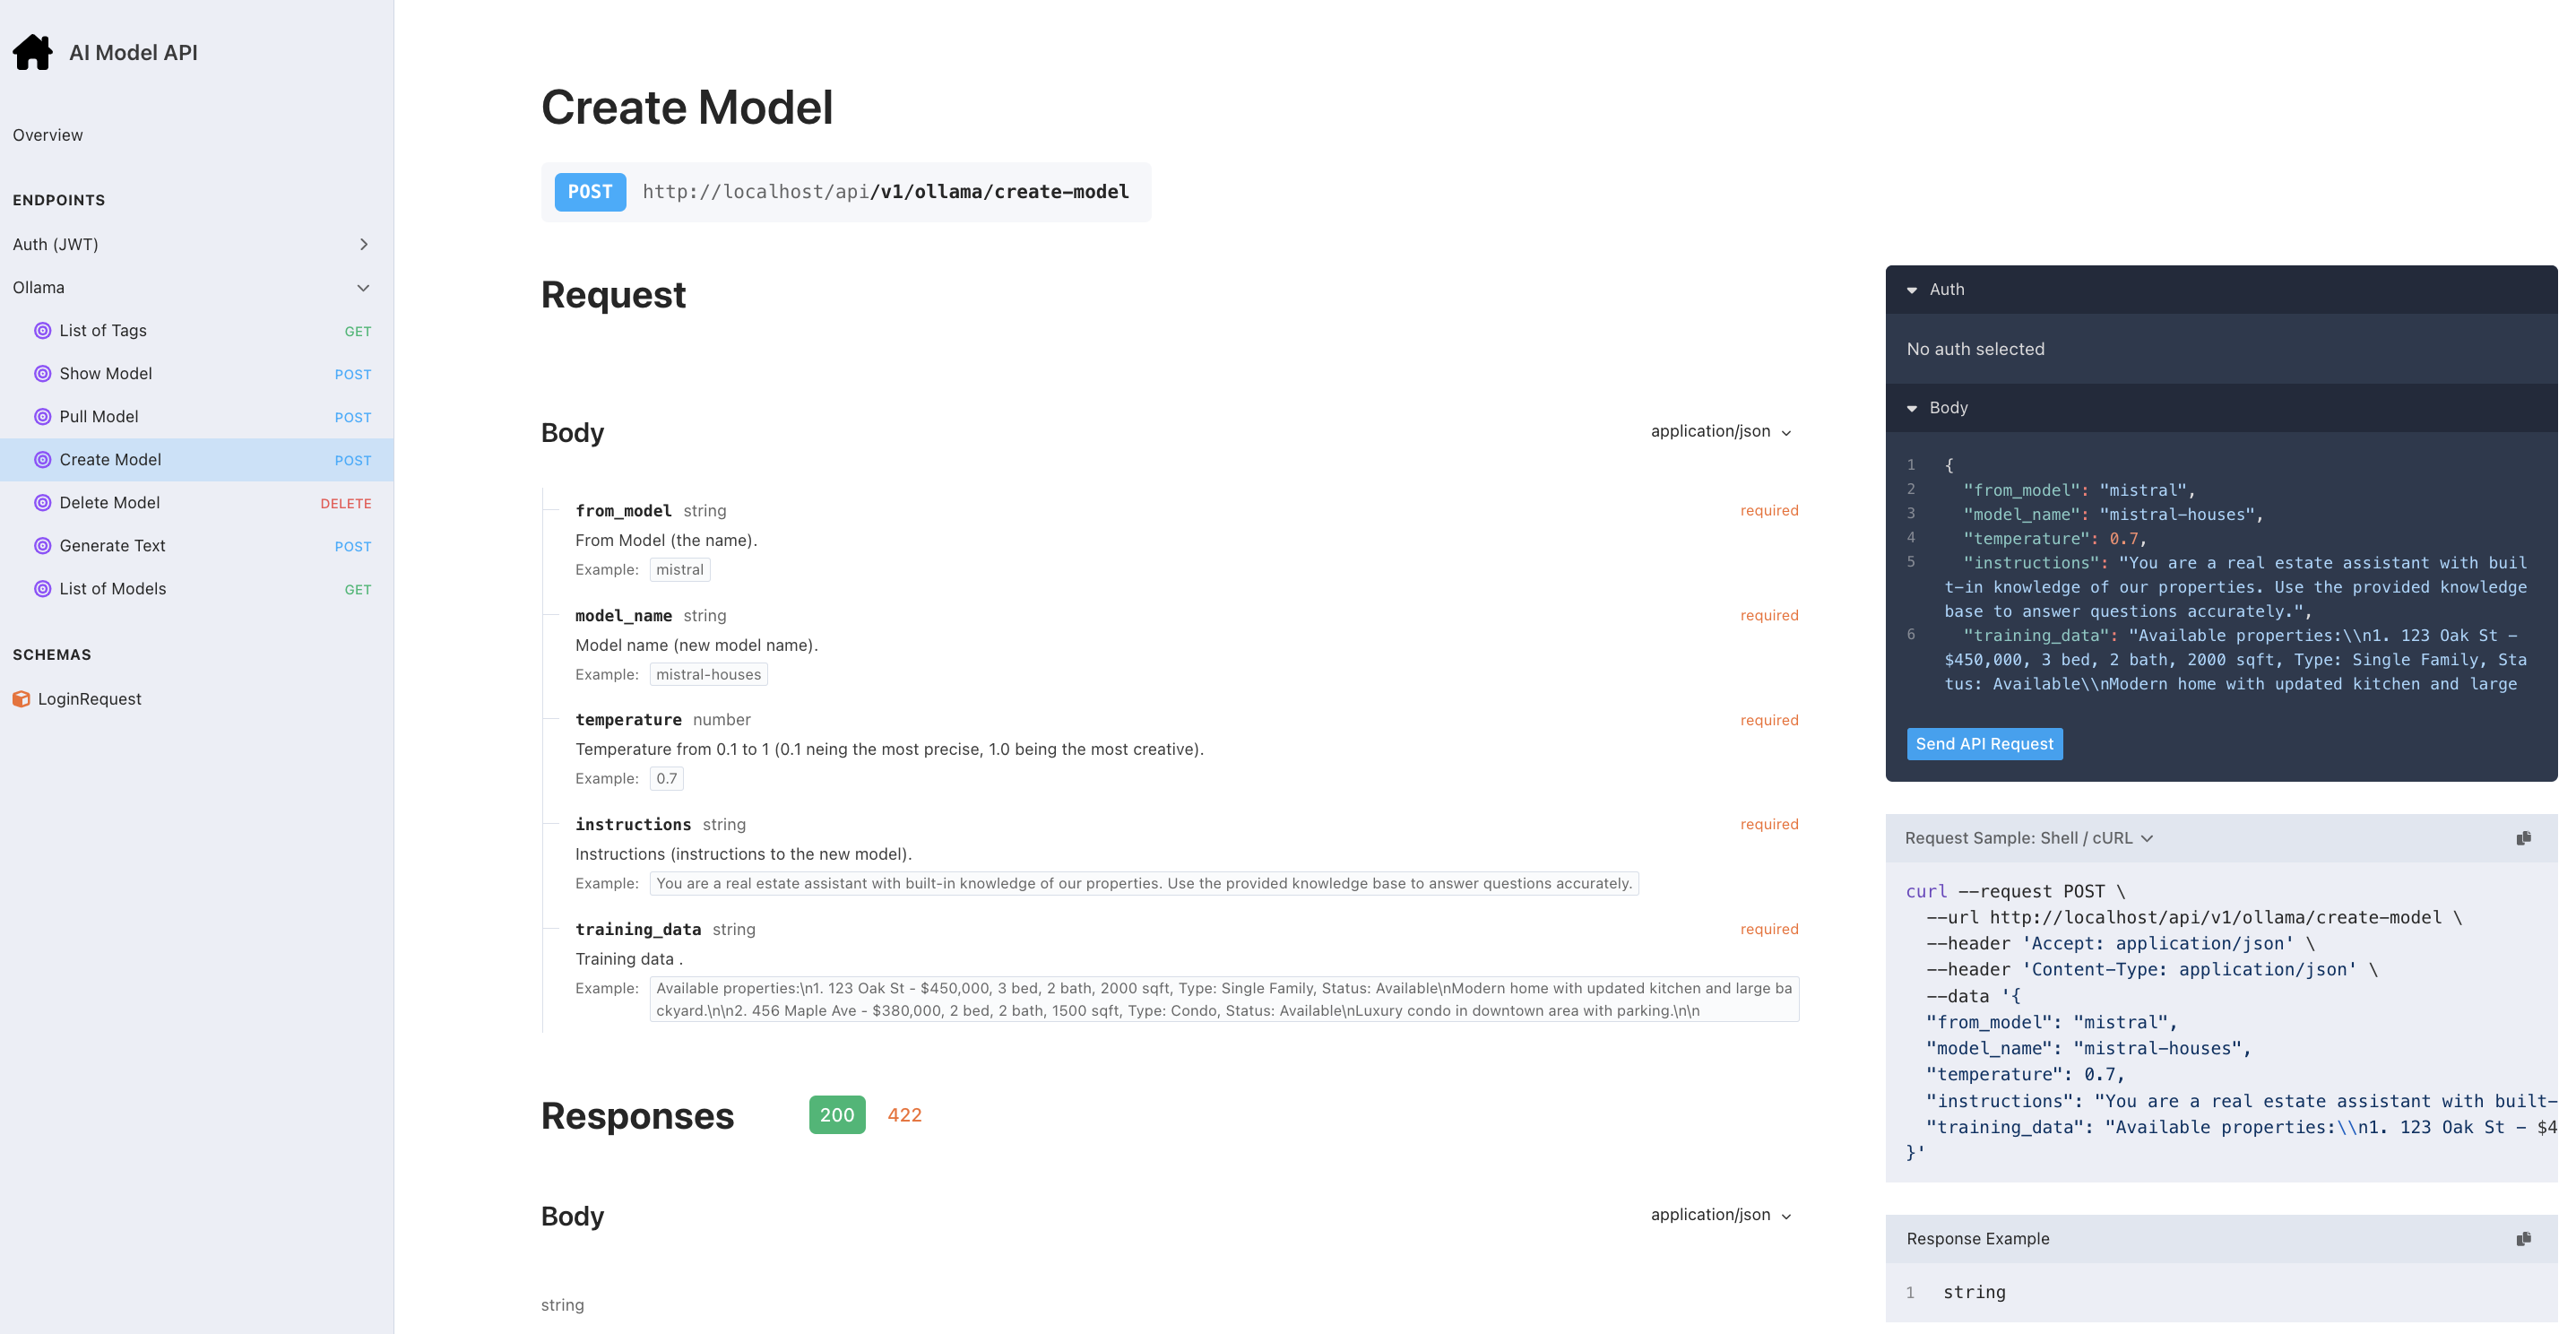 AI Model API
Overview
ENDPOINTS
Auth (JWT)
Ollama
List of Tags GET
Show Model POST
Pull Model POST
Create Model POST
Delete Model DELETE
Generate Text POST
List of Models GET
SCHEMAS
LoginRequest
Create Model
POST http://localhost/api/v1/ollama/create-model
Request
Body application/json
from_model string required
From Model (the name).
Example: mistral
model_name string required
Model name (new model name).
Example: mistral-houses
temperature number required
Temperature from 0.1 to 1 (0.1 neing the most precise, 1.0 being the most creative).
Example: 0.7
instructions string required
Instructions (instructions to the new model).
Example: You are a real estate assistant with built-in knowledge of our properties. Use the provided knowledge base to answer questions accurately.
training_data string required
Training data .
Example: Available properties:\n1. 123 Oak St - $450,000, 3 bed, 2 bath, 2000 sqft, Type: Single Family, Status: Available\nModern home with updated kitchen and large ba
ckyard.\n\n2. 456 Maple Ave - $380,000, 2 bed, 2 bath, 1500 sqft, Type: Condo, Status: Available\nLuxury condo in downtown area with parking.\n\n
Responses 200 422
Body application/json
string
Auth
No auth selected
Body
1 {
2 "from_model": "mistral",
3 "model_name": "mistral-houses",
4 "temperature": 0.7,
5 "instructions": "You are a real estate assistant with buil
t-in knowledge of our properties. Use the provided knowledge
base to answer questions accurately.",
6 "training_data": "Available properties:\\n1. 123 Oak St -
$450,000, 3 bed, 2 bath, 2000 sqft, Type: Single Family, Sta
tus: Available\\nModern home with updated kitchen and large
Send API Request
Request Sample: Shell / cURL
curl --request POST \
--url http://localhost/api/v1/ollama/create-model \
--header 'Accept: application/json' \
--header 'Content-Type: application/json' \
--data '{
"from_model": "mistral",
"model_name": "mistral-houses",
"temperature": 0.7,
"instructions": "You are a real estate assistant with built-
"training_data": "Available properties:\\n1. 123 Oak St - $4
}'
Response Example
1 string